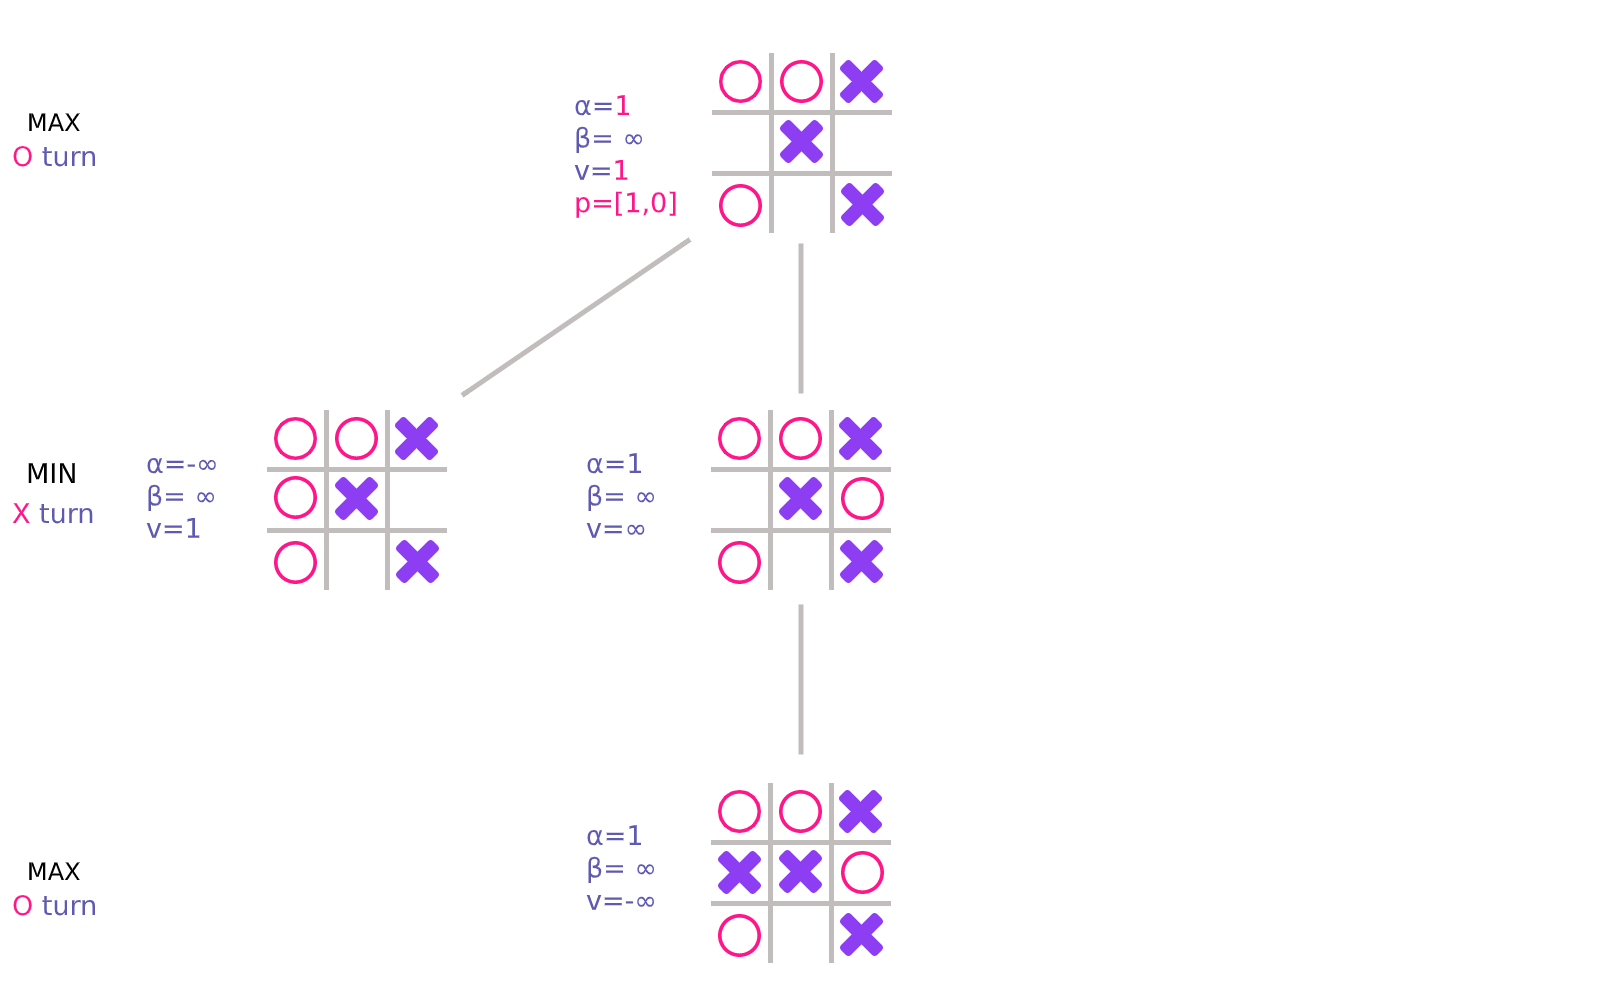 MAX
O turn
α=1
β= ∞
v=1
p=[1,0]
MIN
X turn
α=-∞
β= ∞
v=1
α=1
β= ∞
v=∞
MAX
O turn
α=1
β= ∞
v=-∞